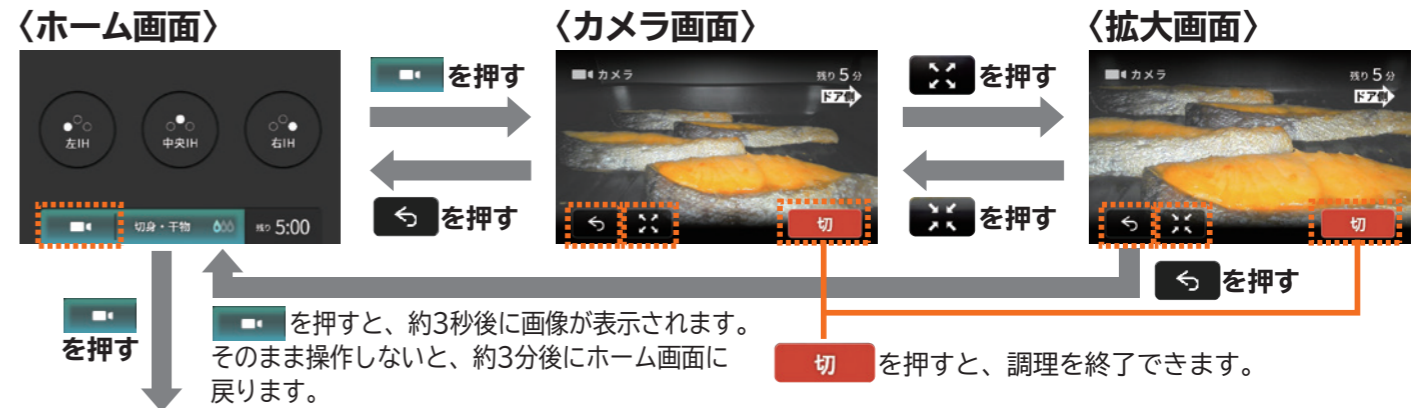 〈ホーム画面〉
左IH
中央IH
右IH
切身・干物
残り 5:00
を押す
を押す
〈カメラ画面〉
カメラ
残り 5 分
ドア側
切
を押す
を押す
〈拡大画面〉
カメラ
残り 5 分
ドア側
切
を押す
を押す
を押すと、約3秒後に画像が表示されます。
そのまま操作しないと、約3分後にホーム画面に
戻ります。
切 を押すと、調理を終了できます。